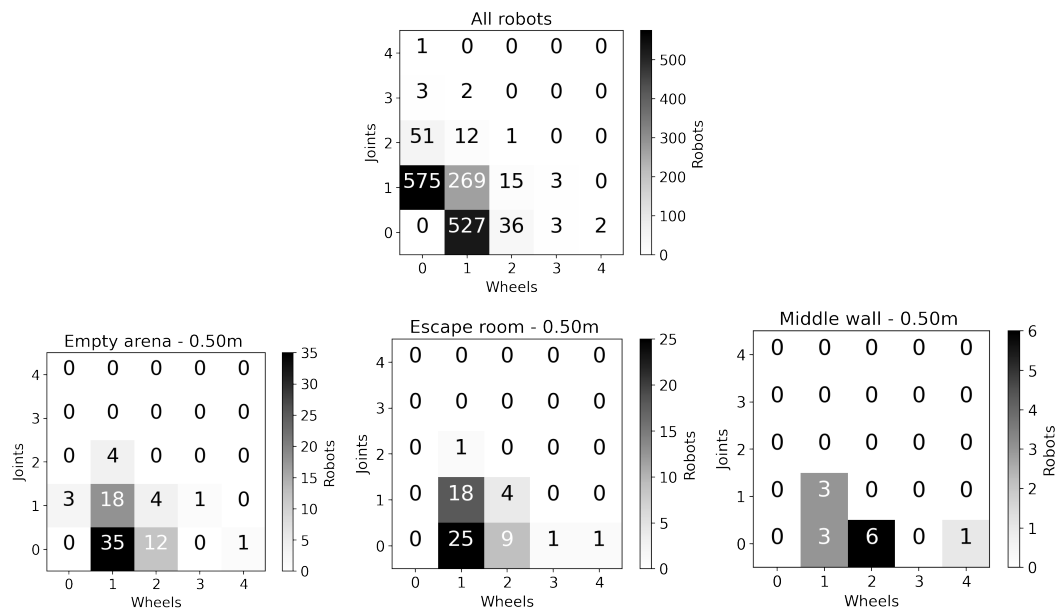 All robots
4 1 0 0 0 0
3 3 2 0 0 0
2 51 12 1 0 0
1 575 269 15 3 0
0 0 527 36 3 2
0 1 2 3 4
Wheels
Joints
500
400
300
200
100
0
Robots
Empty arena - 0.50m
4 0 0 0 0 0
3 0 0 0 0 0
2 0 4 0 0 0
1 3 18 4 1 0
0 0 35 12 0 1
0 1 2 3 4
Wheels
Joints
35
30
25
20
15
10
5
0
Robots
Escape room - 0.50m
4 0 0 0 0 0
3 0 0 0 0 0
2 0 1 0 0 0
1 0 18 4 0 0
0 0 25 9 1 1
0 1 2 3 4
Wheels
Joints
25
20
15
10
5
0
Robots
Middle wall - 0.50m
4 0 0 0 0 0
3 0 0 0 0 0
2 0 0 0 0 0
1 0 3 0 0 0
0 0 3 6 0 1
0 1 2 3 4
Wheels
Joints
6
5
4
3
2
1
0
Robots